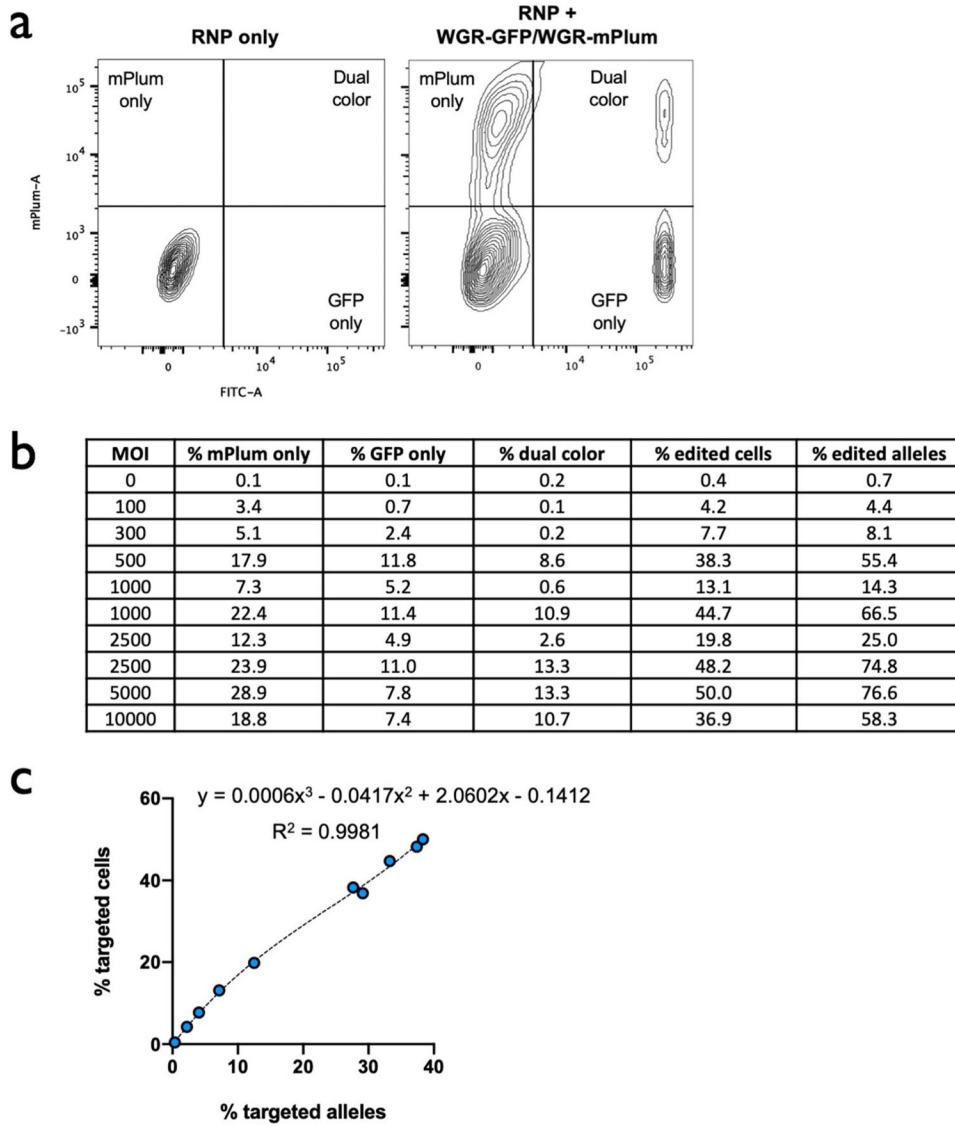 a
RNP only
RNP +
WGR-GFP/WGR-mPlum
mPlum only
Dual color
GFP only
mPlum only
Dual color
GFP only
mPlum-A
10⁵
10⁴
10³
0
-10³
0
10⁴
10⁵
0
10⁴
10⁵
FITC-A
b
MOI % mPlum only % GFP only % dual color % edited cells % edited alleles
0 0.1 0.1 0.2 0.4 0.7
100 3.4 0.7 0.1 4.2 4.4
300 5.1 2.4 0.2 7.7 8.1
500 17.9 11.8 8.6 38.3 55.4
1000 7.3 5.2 0.6 13.1 14.3
1000 22.4 11.4 10.9 44.7 66.5
2500 12.3 4.9 2.6 19.8 25.0
2500 23.9 11.0 13.3 48.2 74.8
5000 28.9 7.8 13.3 50.0 76.6
10000 18.8 7.4 10.7 36.9 58.3
c
y = 0.0006x³ - 0.0417x² + 2.0602x - 0.1412
R² = 0.9981
% targeted cells
60
40
20
0
0 10 20 30 40
% targeted alleles